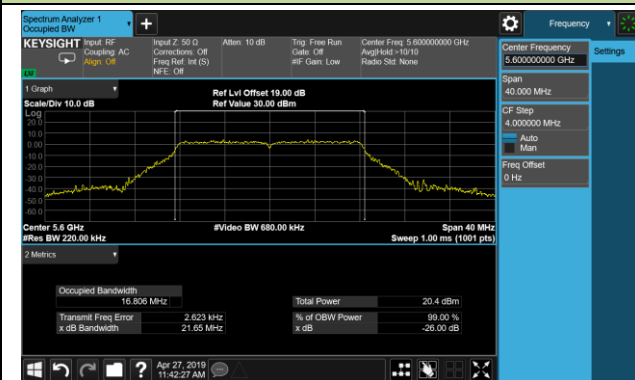 Spectrum Analyzer 1
Occupied BW
Frequency
KEYSIGHT
Input: RF
Coupling: AC
Align: Off
Input Z: 50 Ω
Corrections: Off
Freq Ref: Int (S)
NFE: Off
Atten: 10 dB
Trig: Free Run
Gate: Off
#IF Gain: Low
Center Freq: 5.600000000 GHz
Avg|Hold:>10/10
Radio Std: None
Center Frequency
5.600000000 GHz
Settings
Span
40.000 MHz
CF Step
4.000000 MHz
Auto
Man
Freq Offset
0 Hz
1 Graph
Scale/Div 10.0 dB
Ref Lvl Offset 19.00 dB
Ref Value 30.00 dBm
Log
20.0
10.0
0.00
-10.0
-20.0
-30.0
-40.0
-50.0
-60.0
Center 5.6 GHz
#Video BW 680.00 kHz
Span 40 MHz
#Res BW 220.00 kHz
Sweep 1.00 ms (1001 pts)
2 Metrics
Occupied Bandwidth
16.806 MHz
Total Power 20.4 dBm
Transmit Freq Error 2.623 kHz
% of OBW Power 99.00 %
x dB Bandwidth 21.65 MHz
x dB -26.00 dB
?
Apr 27, 2019
11:42:27 AM